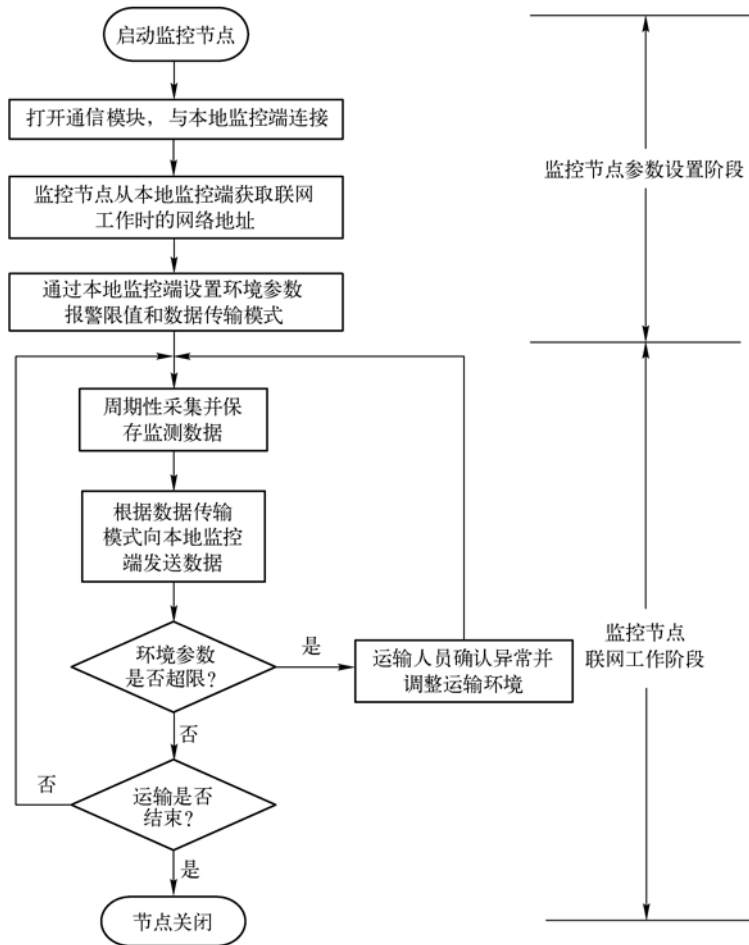 启动监控节点
打开通信模块，与本地监控端连接
监控节点从本地监控端获取联网
工作时的网络地址
通过本地监控端设置环境参数
报警限值和数据传输模式
监控节点参数设置阶段
周期性采集并保
存监测数据
根据数据传输
模式向本地监控
端发送数据
环境参数
是否超限?
是
运输人员确认异常并
调整运输环境
监控节点
联网工作阶段
否
否
运输是否
结束?
是
节点关闭